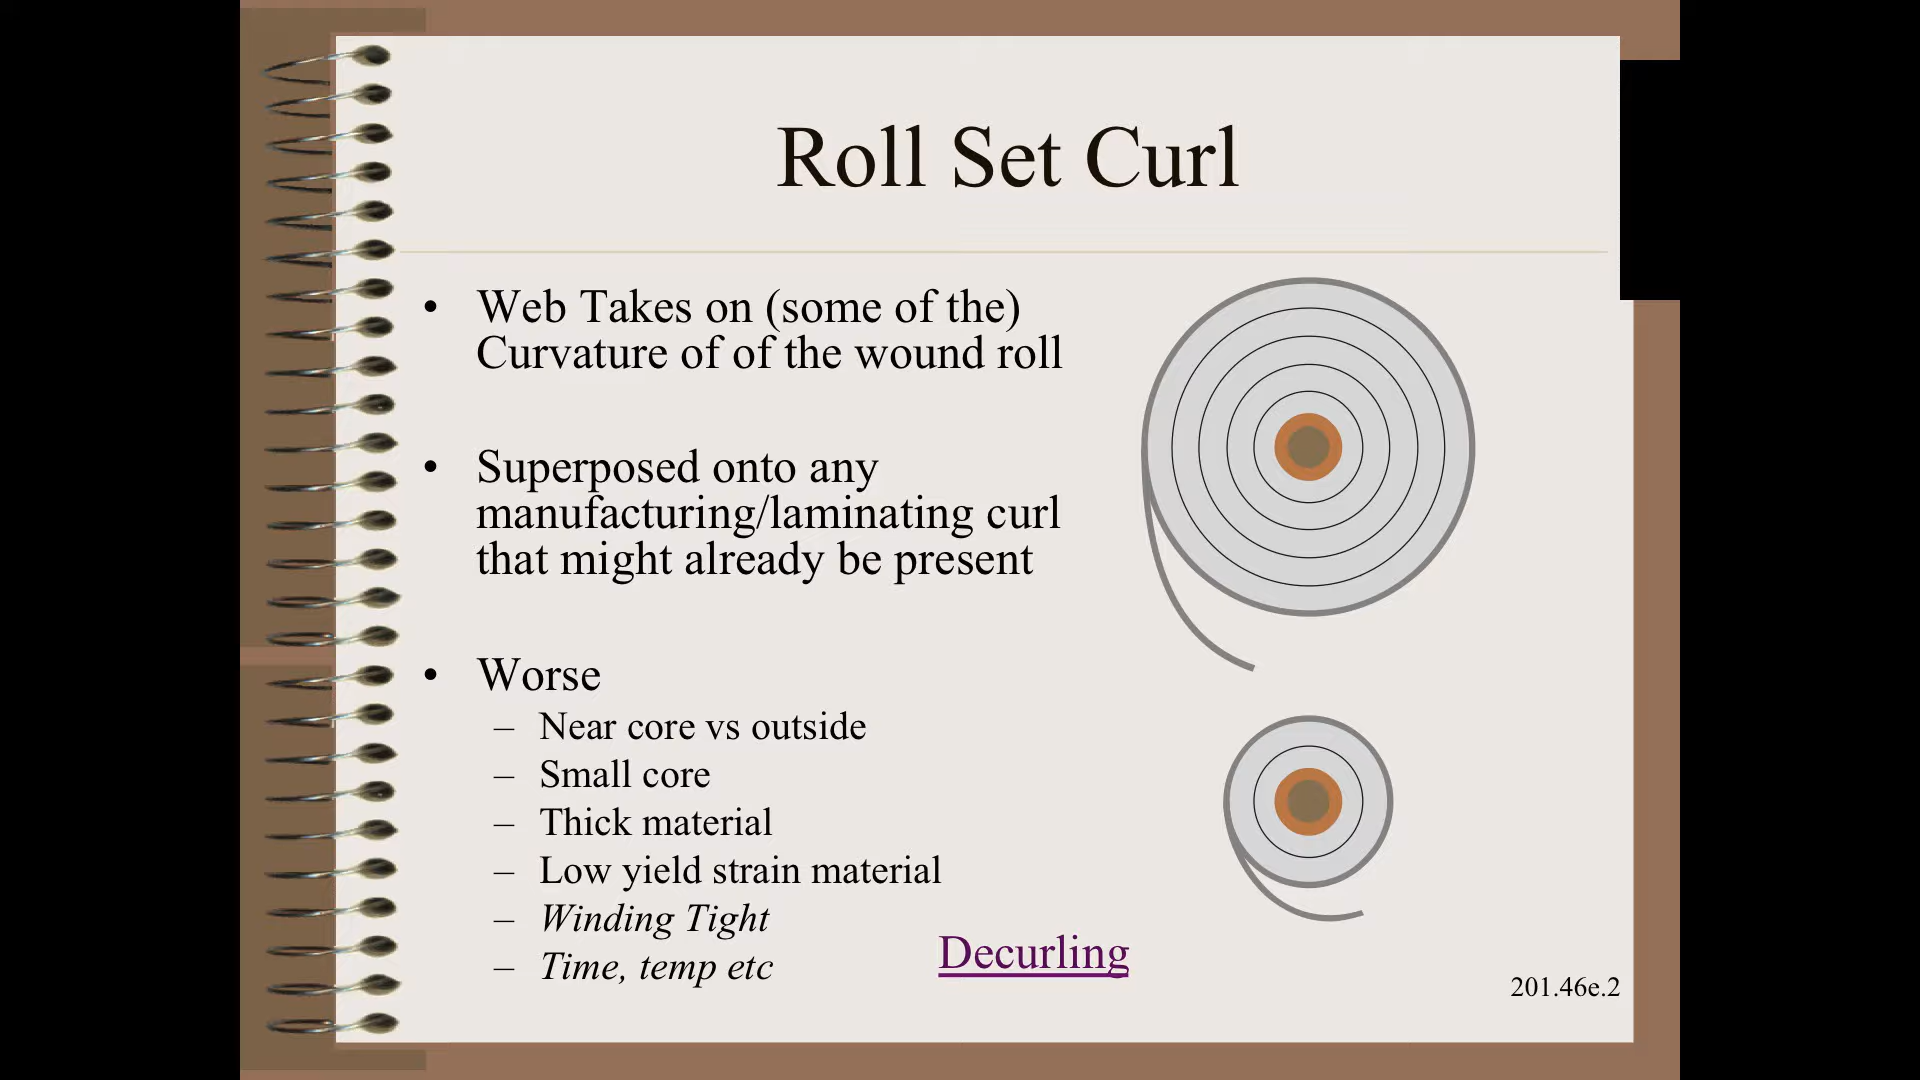 Roll Set Curl
• Web Takes on (some of the)
Curvature of of the wound roll
• Superposed onto any
manufacturing/laminating curl
that might already be present
• Worse
– Near core vs outside
– Small core
– Thick material
– Low yield strain material
– Winding Tight
– Time, temp etc
Decurling
201.46e.2